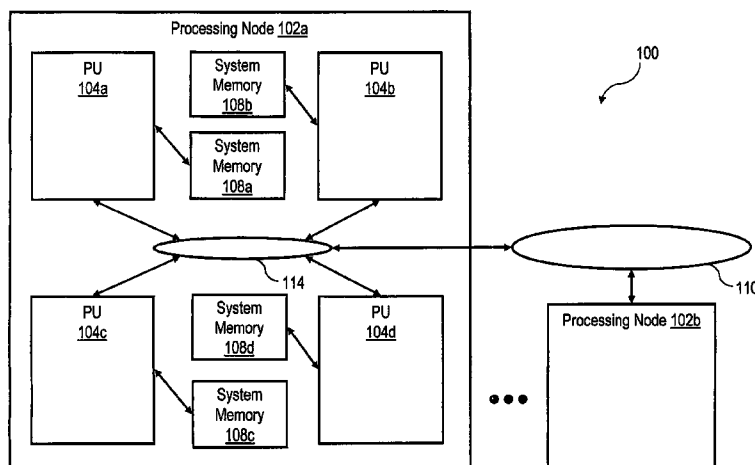 Processing Node 102a
PU
104a
System
Memory
108b
PU
104b
100
System
Memory
108a
114
110
PU
104c
System
Memory
108d
PU
104d
Processing Node 102b
System
Memory
108c